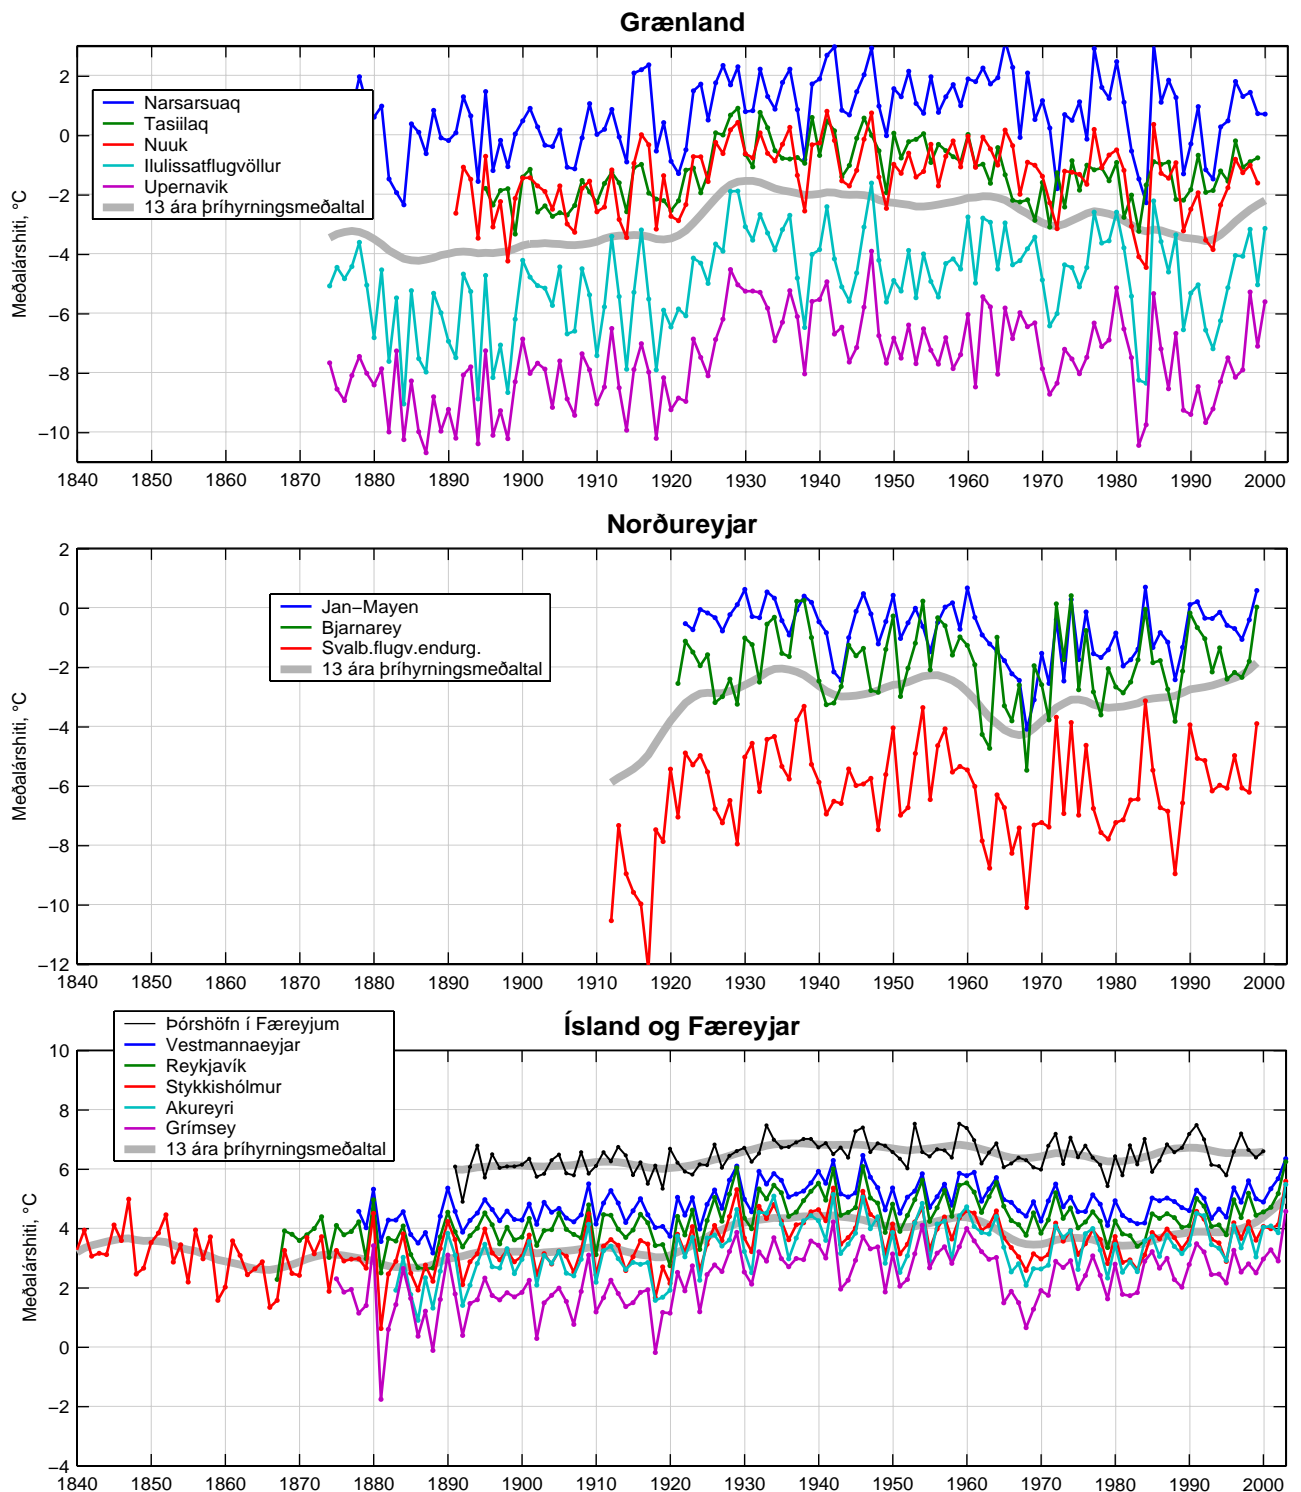 Grænland
Meðalárshiti, °C
2
0
−2
−4
−6
−8
−10
Narsarsuaq
Tasiilaq
Nuuk
Ilulissatflugvöllur
Upernavik
13 ára þríhyrningsmeðaltal
1840 1850 1860 1870 1880 1890 1900 1910 1920 1930 1940 1950 1960 1970 1980 1990 2000
Norðureyjar
Meðalárshiti, °C
2
0
−2
−4
−6
−8
−10
−12
Jan−Mayen
Bjarnarey
Svalb.flugv.endurg.
13 ára þríhyrningsmeðaltal
1840 1850 1860 1870 1880 1890 1900 1910 1920 1930 1940 1950 1960 1970 1980 1990 2000
Ísland og Færeyjar
Meðalárshiti, °C
10
8
6
4
2
0
−2
−4
Þórshöfn í Færeyjum
Vestmannaeyjar
Reykjavík
Stykkishólmur
Akureyri
Grímsey
13 ára þríhyrningsmeðaltal
1840 1850 1860 1870 1880 1890 1900 1910 1920 1930 1940 1950 1960 1970 1980 1990 2000